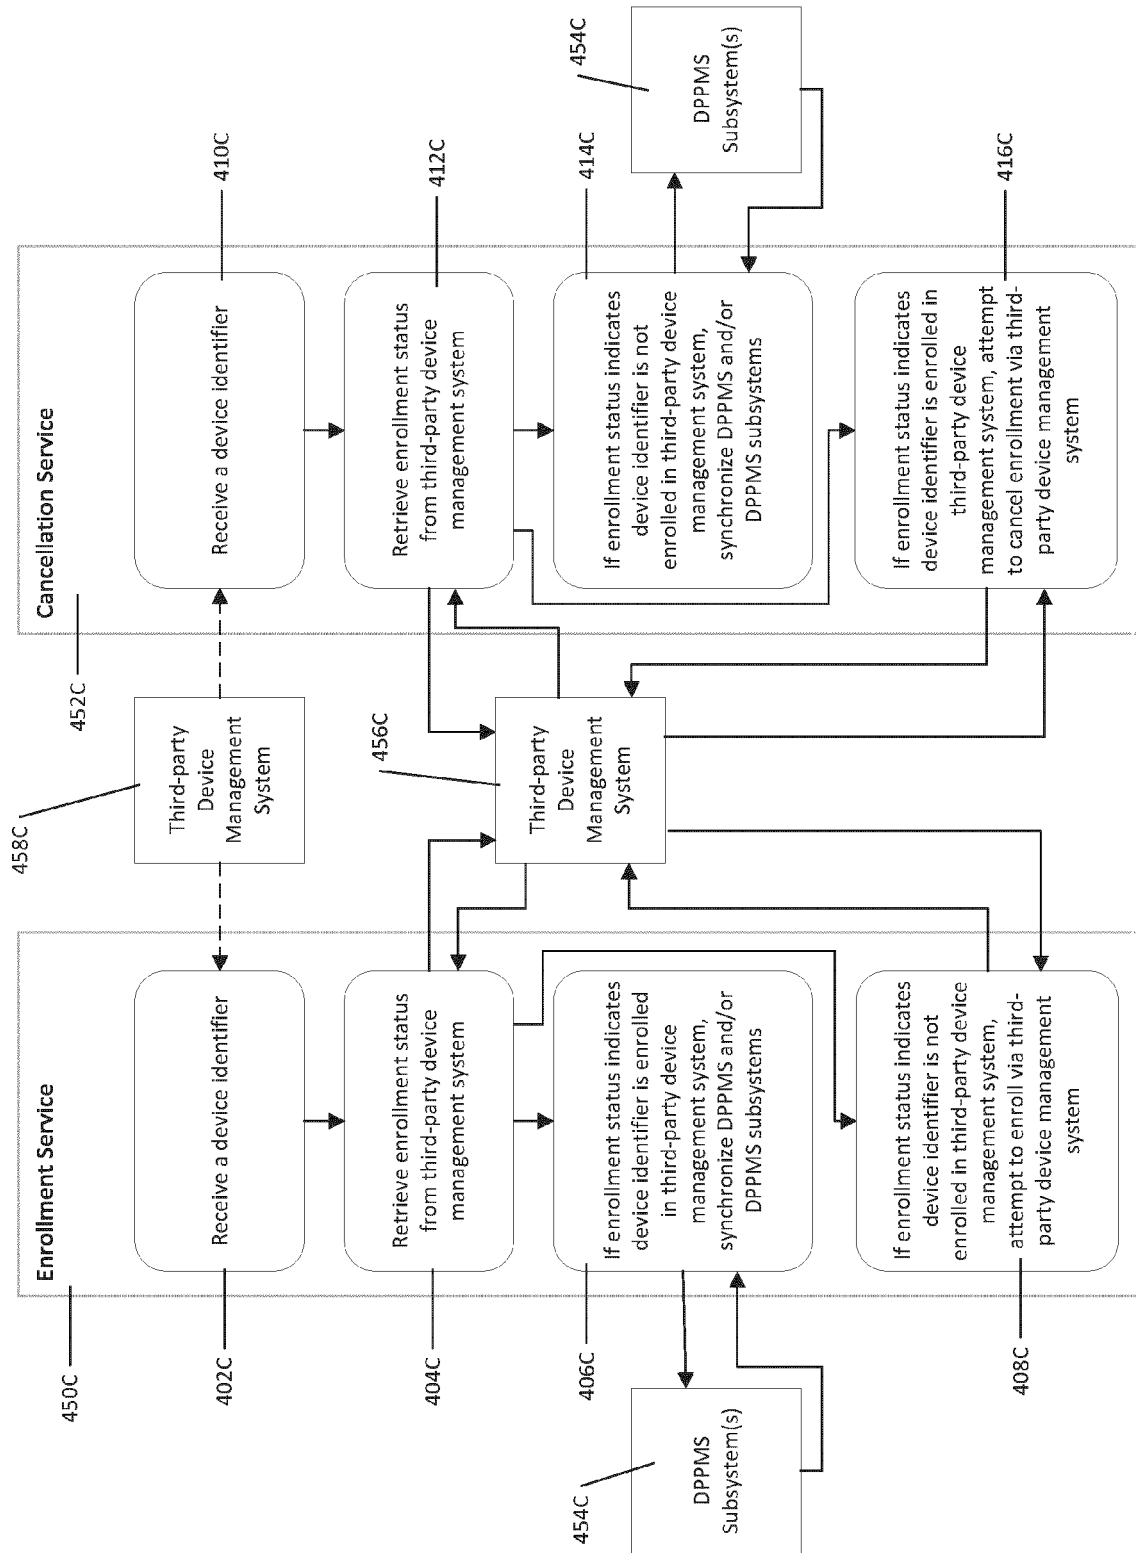 450C
Enrollment Service
402C
Receive a device identifier
404C
Retrieve enrollment status
from third-party device
management system
406C
If enrollment status indicates
device identifier is enrolled
in third-party device
management system,
synchronize DPPMS and/or
DPPMS subsystems
408C
If enrollment status indicates
device identifier is not
enrolled in third-party device
management system,
attempt to enroll via third-
party device management
system
454C
DPPMS
Subsystem(s)
458C
Third-party
Device
Management
System
456C
Third-party
Device
Management
System
452C
Cancellation Service
410C
Receive a device identifier
412C
Retrieve enrollment status
from third-party device
management system
414C
If enrollment status indicates
device identifier is not
enrolled in third-party device
management system,
synchronize DPPMS and/or
DPPMS subsystems
416C
If enrollment status indicates
device identifier is enrolled in
third-party device
management system, attempt
to cancel enrollment via third-
party device management
system
454C
DPPMS
Subsystem(s)